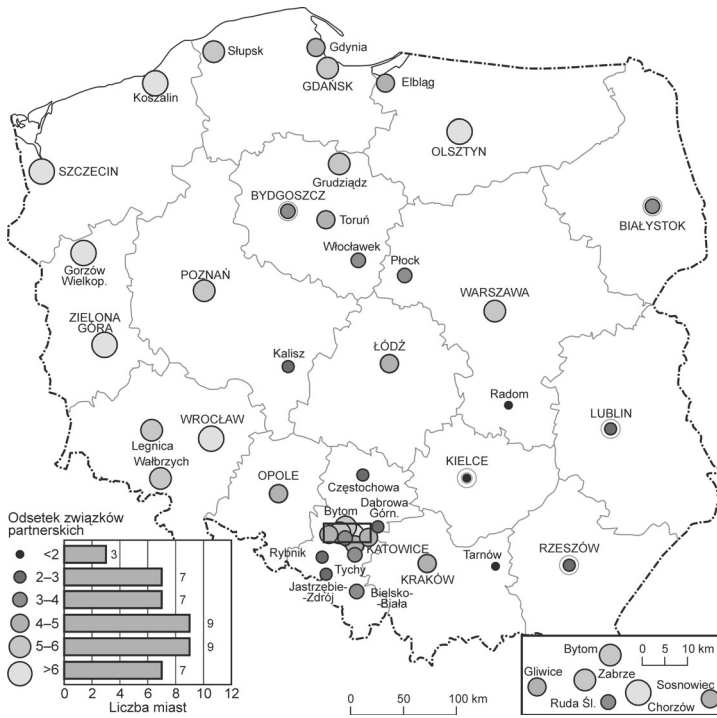 Słupsk
Gdynia
GDAŃSK
Elbląg
Koszalin
OLSZTYN
SZCZECIN
Grudziądz
BYDGOSZCZ
Toruń
BIAŁYSTOK
Włocławek
Płock
Gorzów
Wielkop.
POZNAŃ
WARSZAWA
ZIELONA
GÓRA
Kalisz
ŁÓDŹ
Radom
LUBLIN
WROCŁAW
Legnica
Wałbrzych
OPOLE
KIELCE
Częstochowa
Dąbrowa-
Górn.
Bytom
KATOWICE
Rybnik
Tychy
KRAKÓW
Tarnów
RZESZÓW
Jastrzębie-
-Zdrój
Bielsko-
-Biała
Odsetek związków
partnerskich
<2 3
2–3 7
3–4 7
4–5 9
5–6 9
>6 7
0 2 4 6 8 10 12
Liczba miast
0 50 100 km
0 10 km
Bytom
Gliwice
Zabrze
Sosnowiec
Ruda Śl.
Chorzów